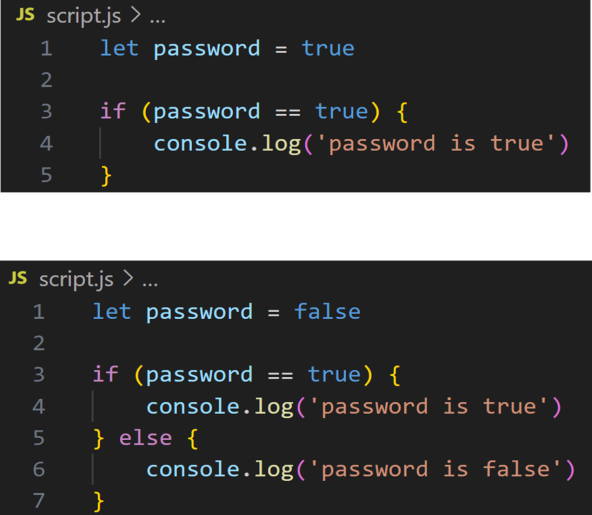 JS script.js > ...
1 let password = true
2
3 if (password == true) {
4     console.log('password is true')
5 }
JS script.js > ...
1 let password = false
2
3 if (password == true) {
4     console.log('password is true')
5 } else {
6     console.log('password is false')
7 }